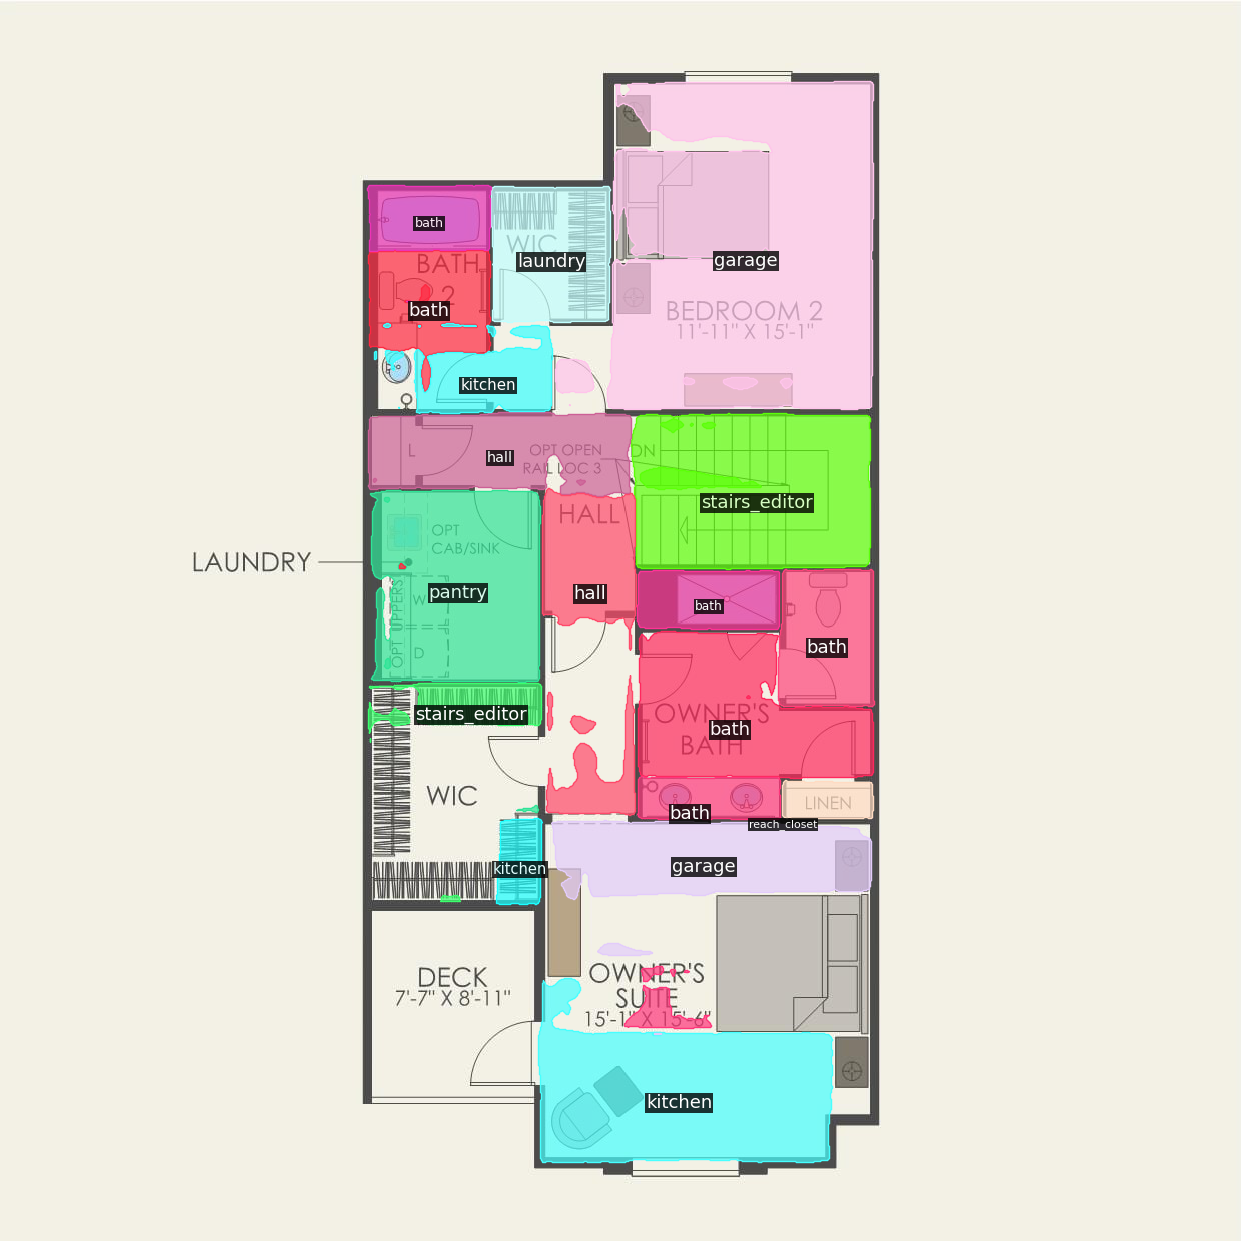 bath
WIC
laundry
BATH
2
bath
garage
BEDROOM 2
11'-11" X 15'-1"
kitchen
L
hall
OPT OPEN
RAIL LOC 3
DN
stairs_editor
HALL
OPT
CAB/SINK
LAUNDRY
pantry
W
OPT UPPERS
D
hall
bath
bath
stairs_editor
OWNER'S
BATH
bath
WIC
LINEN
bath
reach_closet
kitchen
garage
DECK
7'-7" X 8'-11"
OWNER'S
SUITE
15'-1" X 15'-6"
kitchen